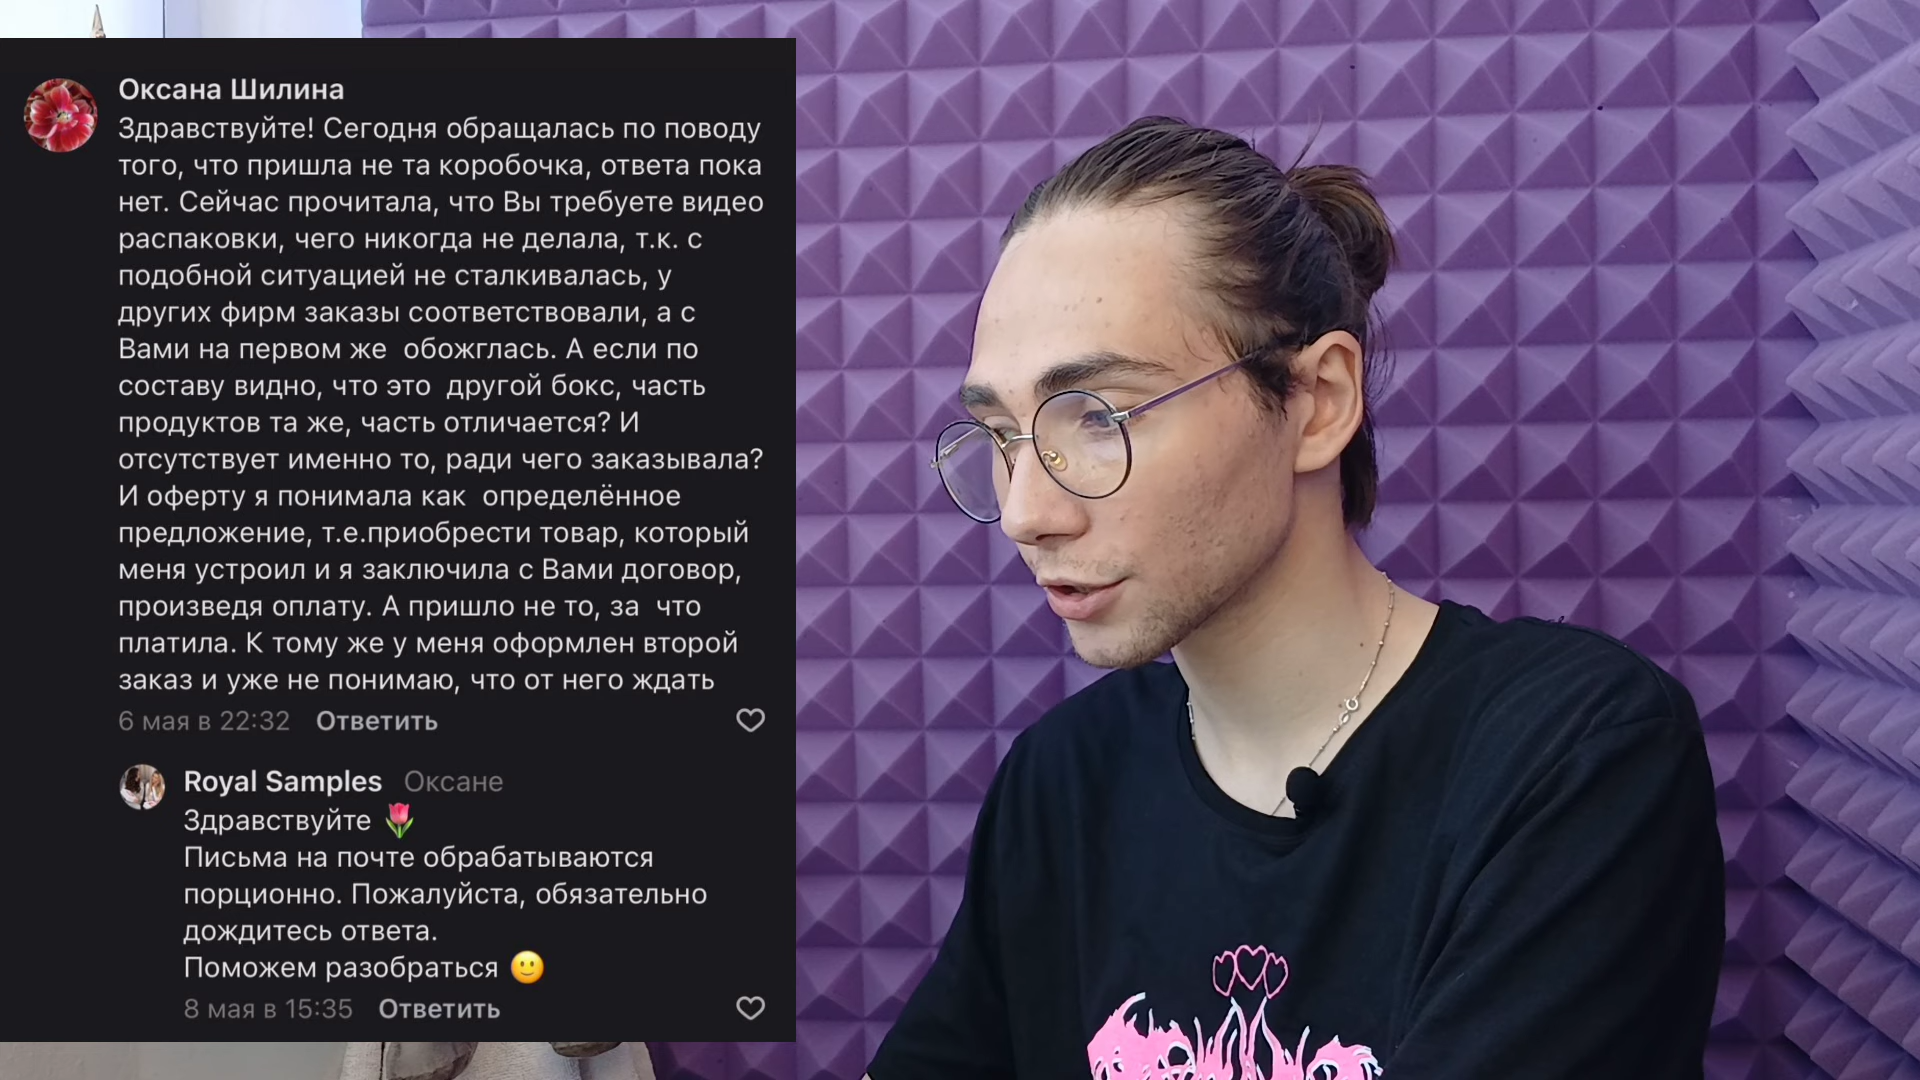 Оксана Шилина
Здравствуйте! Сегодня обращалась по поводу
того, что пришла не та коробочка, ответа пока
нет. Сейчас прочитала, что Вы требуете видео
распаковки, чего никогда не делала, т.к. с
подобной ситуацией не сталкивалась, у
других фирм заказы соответствовали, а с
Вами на первом же  обожглась. А если по
составу видно, что это  другой бокс, часть
продуктов та же, часть отличается? И
отсутствует именно то, ради чего заказывала?
И оферту я понимала как  определённое
предложение, т.е.приобрести товар, который
меня устроил и я заключила с Вами договор,
произведя оплату. А пришло не то, за  что
платила. К тому же у меня оформлен второй
заказ и уже не понимаю, что от него ждать
6 мая в 22:32 Ответить
Royal Samples Оксане
Здравствуйте 🌷
Письма на почте обрабатываются
порционно. Пожалуйста, обязательно
дождитесь ответа.
Поможем разобраться 🙂
8 мая в 15:35 Ответить